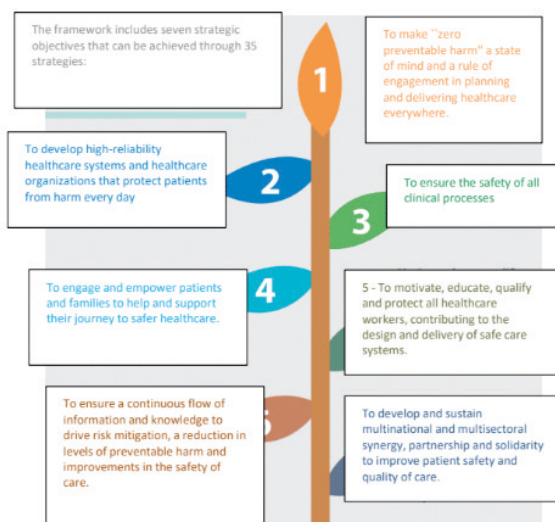 The framework includes seven strategic
objectives that can be achieved through 35
strategies:
1
To make ``zero
preventable harm" a state
of mind and a rule of
engagement in planning
and delivering healthcare
everywhere.
To develop high-reliability
healthcare systems and healthcare
organizations that protect patients
from harm every day
2
3
To ensure the safety of all
clinical processes
To engage and empower patients
and families to help and support
their journey to safer healthcare.
4
5 - To motivate, educate, qualify
and protect all healthcare
workers, contributing to the
design and delivery of safe care
systems.
To ensure a continuous flow of
information and knowledge to
drive risk mitigation, a reduction in
levels of preventable harm and
improvements in the safety of
care.
To develop and sustain
multinational and multisectoral
synergy, partnership and solidarity
to improve patient safety and
quality of care.